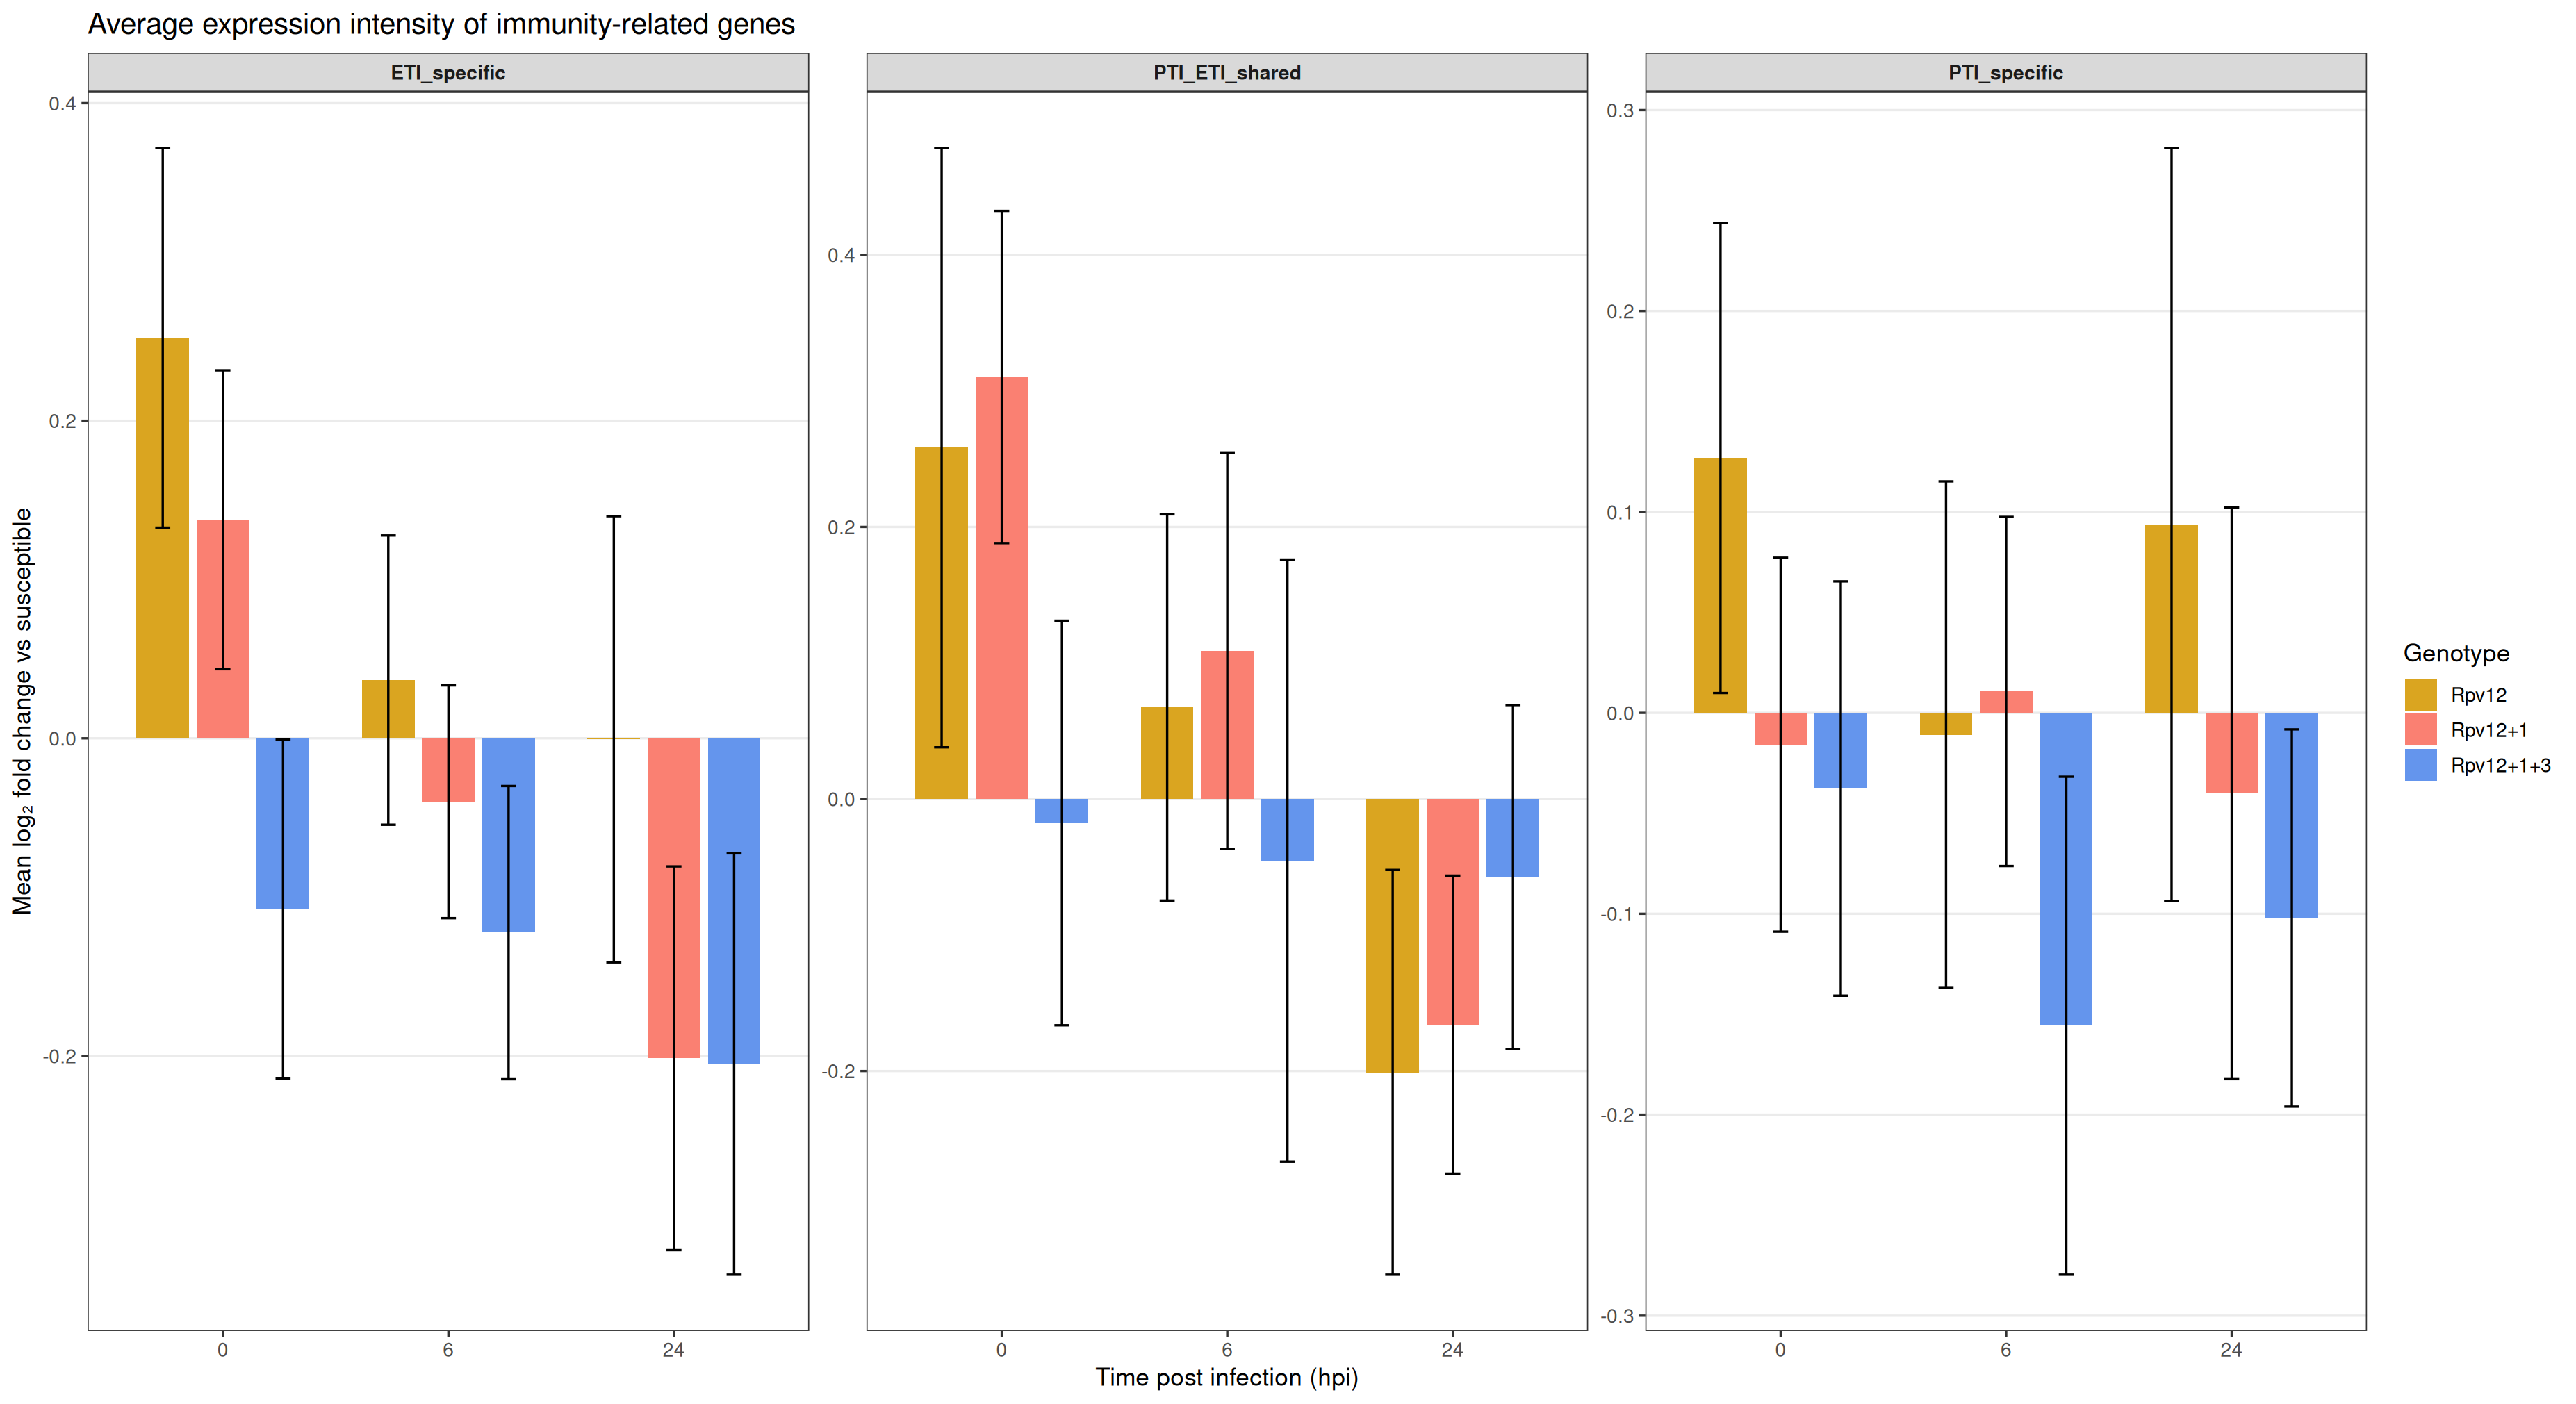 Average expression intensity of immunity-related genes
ETI_specific
PTI_ETI_shared
PTI_specific
Mean log₂ fold change vs susceptible
0.4
0.2
0.0
-0.2
0.4
0.2
0.0
-0.2
0.3
0.2
0.1
0.0
-0.1
-0.2
-0.3
0 6 24
0 6 24
0 6 24
Time post infection (hpi)
Genotype
Rpv12
Rpv12+1
Rpv12+1+3